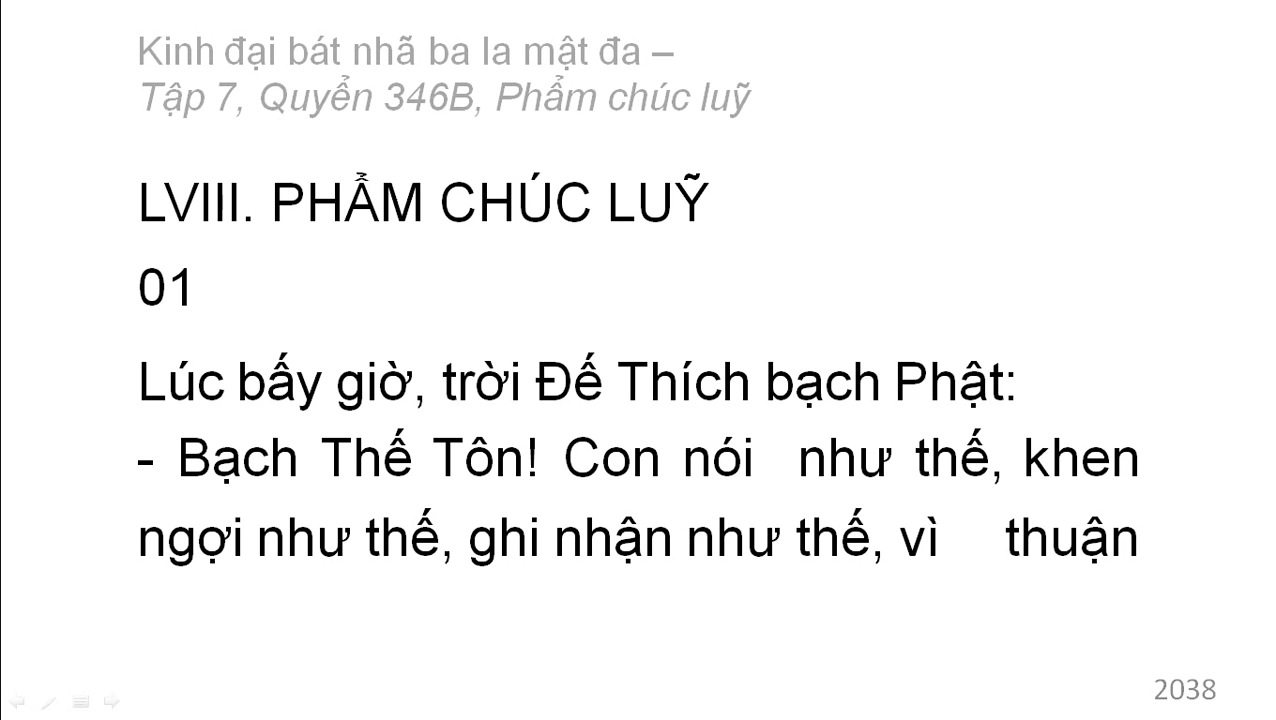 Kinh đại bát nhã ba la mật đa –
Tập 7, Quyển 346B, Phẩm chúc luỹ
LVIII. PHẨM CHÚC LUỸ
01
Lúc bấy giờ, trời Đế Thích bạch Phật:
- Bạch Thế Tôn! Con nói như thế, khen
ngợi như thế, ghi nhận như thế, vì thuận
2038